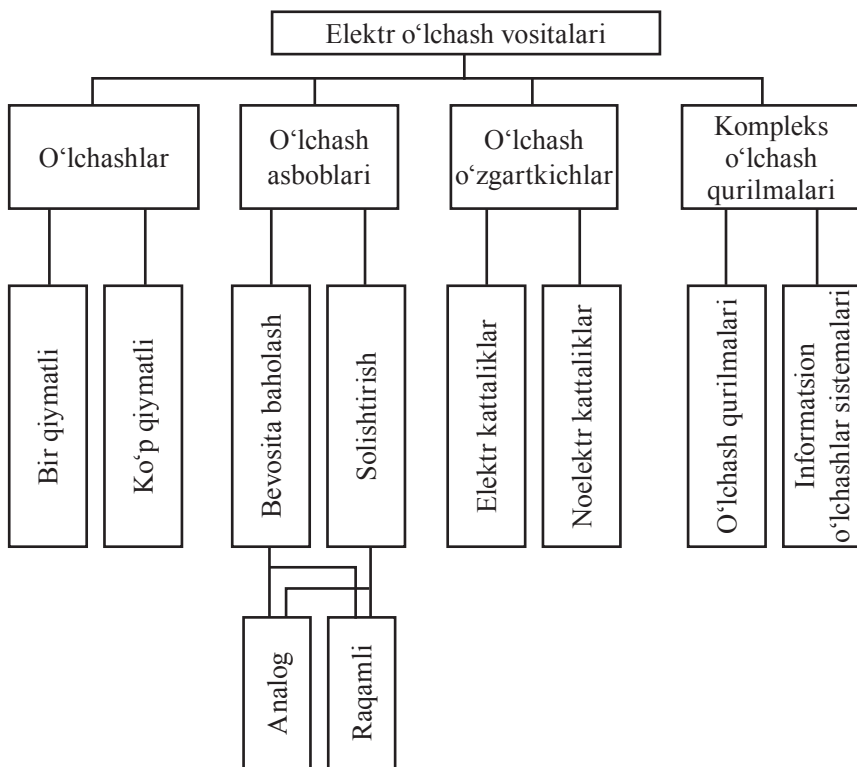 Elektr o‘lchash vositalari
O‘lchashlar
O‘lchash
asboblari
O‘lchash
o‘zgartkichlar
Kompleks
o‘lchash
qurilmalari
Bir qiymatli
Ko‘p qiymatli
Bevosita baholash
Solishtirish
Elektr kattaliklar
Noelektr kattaliklar
O‘lchash qurilmalari
Informatsion
o‘lchashlar sistemalari
Analog
Raqamli